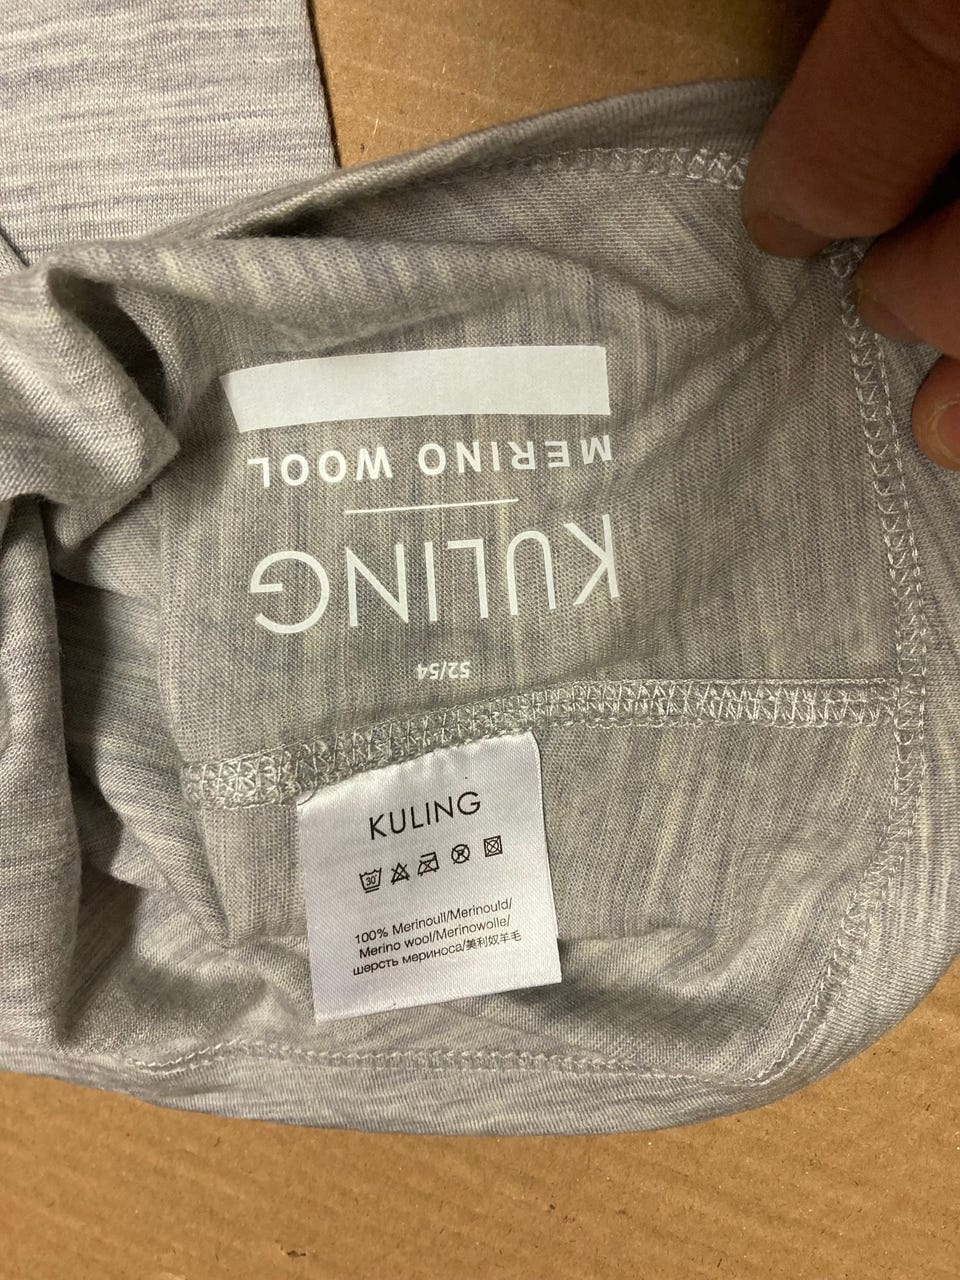 52/54
KULING
MERINO WOOL
KULING
30°
100% Merinoull/Merinould/
Merino wool/Merinowolle/
шерсть мериноса/美利奴羊毛